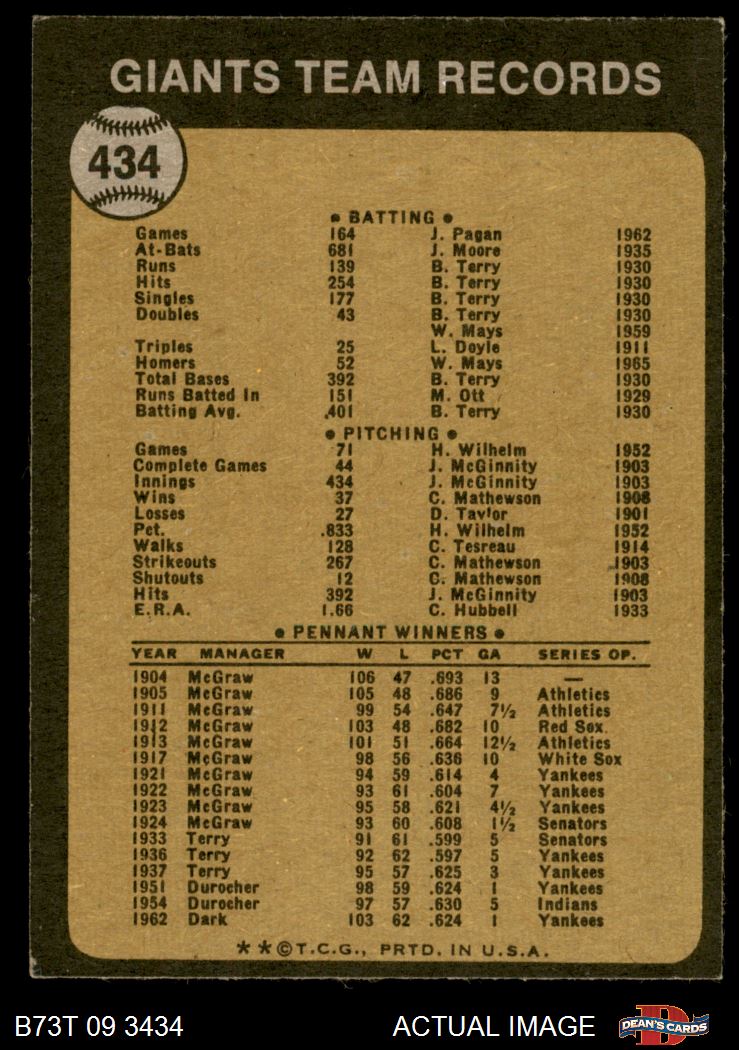 GIANTS TEAM RECORDS
434
• BATTING •
Games 164 J. Pagan 1962
At-Bats 681 J. Moore 1935
Runs 139 B. Terry 1930
Hits 254 B. Terry 1930
Singles 177 B. Terry 1930
Doubles 43 B. Terry 1930
W. Mays 1959
Triples 25 L. Doyle 1911
Homers 52 W. Mays 1965
Total Bases 392 B. Terry 1930
Runs Batted In 151 M. Ott 1929
Batting Avg. .401 B. Terry 1930
• PITCHING •
Games 71 H. Wilhelm 1952
Complete Games 44 J. McGinnity 1903
Innings 434 J. McGinnity 1903
Wins 37 C. Mathewson 1908
Losses 27 D. Taylor 1901
Pct. .833 H. Wilhelm 1952
Walks 128 C. Tesreau 1914
Strikeouts 267 C. Mathewson 1903
Shutouts 12 C. Mathewson 1908
Hits 392 J. McGinnity 1903
E.R.A. 1.66 C. Hubbell 1933
• PENNANT WINNERS •
YEAR MANAGER W L PCT GA SERIES OP.
1904 McGraw 106 47 .693 13 —
1905 McGraw 105 48 .686 9 Athletics
1911 McGraw 99 54 .647 7½ Athletics
1912 McGraw 103 48 .682 10 Red Sox
1913 McGraw 101 51 .664 12½ Athletics
1917 McGraw 98 56 .636 10 White Sox
1921 McGraw 94 59 .614 4 Yankees
1922 McGraw 93 61 .604 7 Yankees
1923 McGraw 95 58 .621 4½ Yankees
1924 McGraw 93 60 .608 1½ Senators
1933 Terry 91 61 .599 5 Senators
1936 Terry 92 62 .597 5 Yankees
1937 Terry 95 57 .625 3 Yankees
1951 Durocher 98 59 .624 1 Yankees
1954 Durocher 97 57 .630 5 Indians
1962 Dark 103 62 .624 1 Yankees
* * © T.C.G., PRTD. IN U.S.A.
B73T 09 3434 ACTUAL IMAGE D DEAN'S CARDS